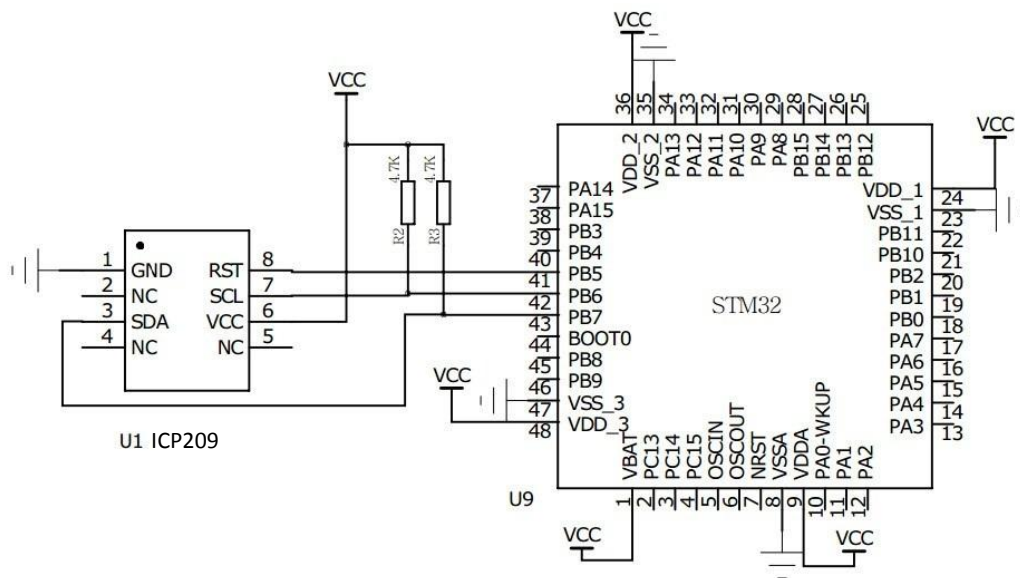 VCC
VCC
36
35
34
33
32
31
30
29
28
27
26
25
VDD_2
VSS_2
PA13
PA12
PA11
PA10
PA9
PA8
PB15
PB14
PB13
PB12
VCC
4.7K
4.7K
R2
R3
37 PA14
38 PA15
39 PB3
40 PB4
41 PB5
42 PB6
43 PB7
44 BOOT0
45 PB8
46 PB9
47 VSS_3
48 VDD_3
VDD_1 24
VSS_1 23
PB11 22
PB10 21
PB2 20
PB1 19
PB0 18
PA7 17
PA6 16
PA5 15
PA4 14
PA3 13
STM32
1 GND RST 8
2 NC SCL 7
3 SDA VCC 6
4 NC NC 5
U1 ICP209
VCC
VBAT
PC13
PC14
PC15
OSCIN
OSCOUT
NRST
VSSA
VDDA
PA0-WKUP
PA1
PA2
U9
1
2
3
4
5
6
7
8
9
10
11
12
VCC
VCC